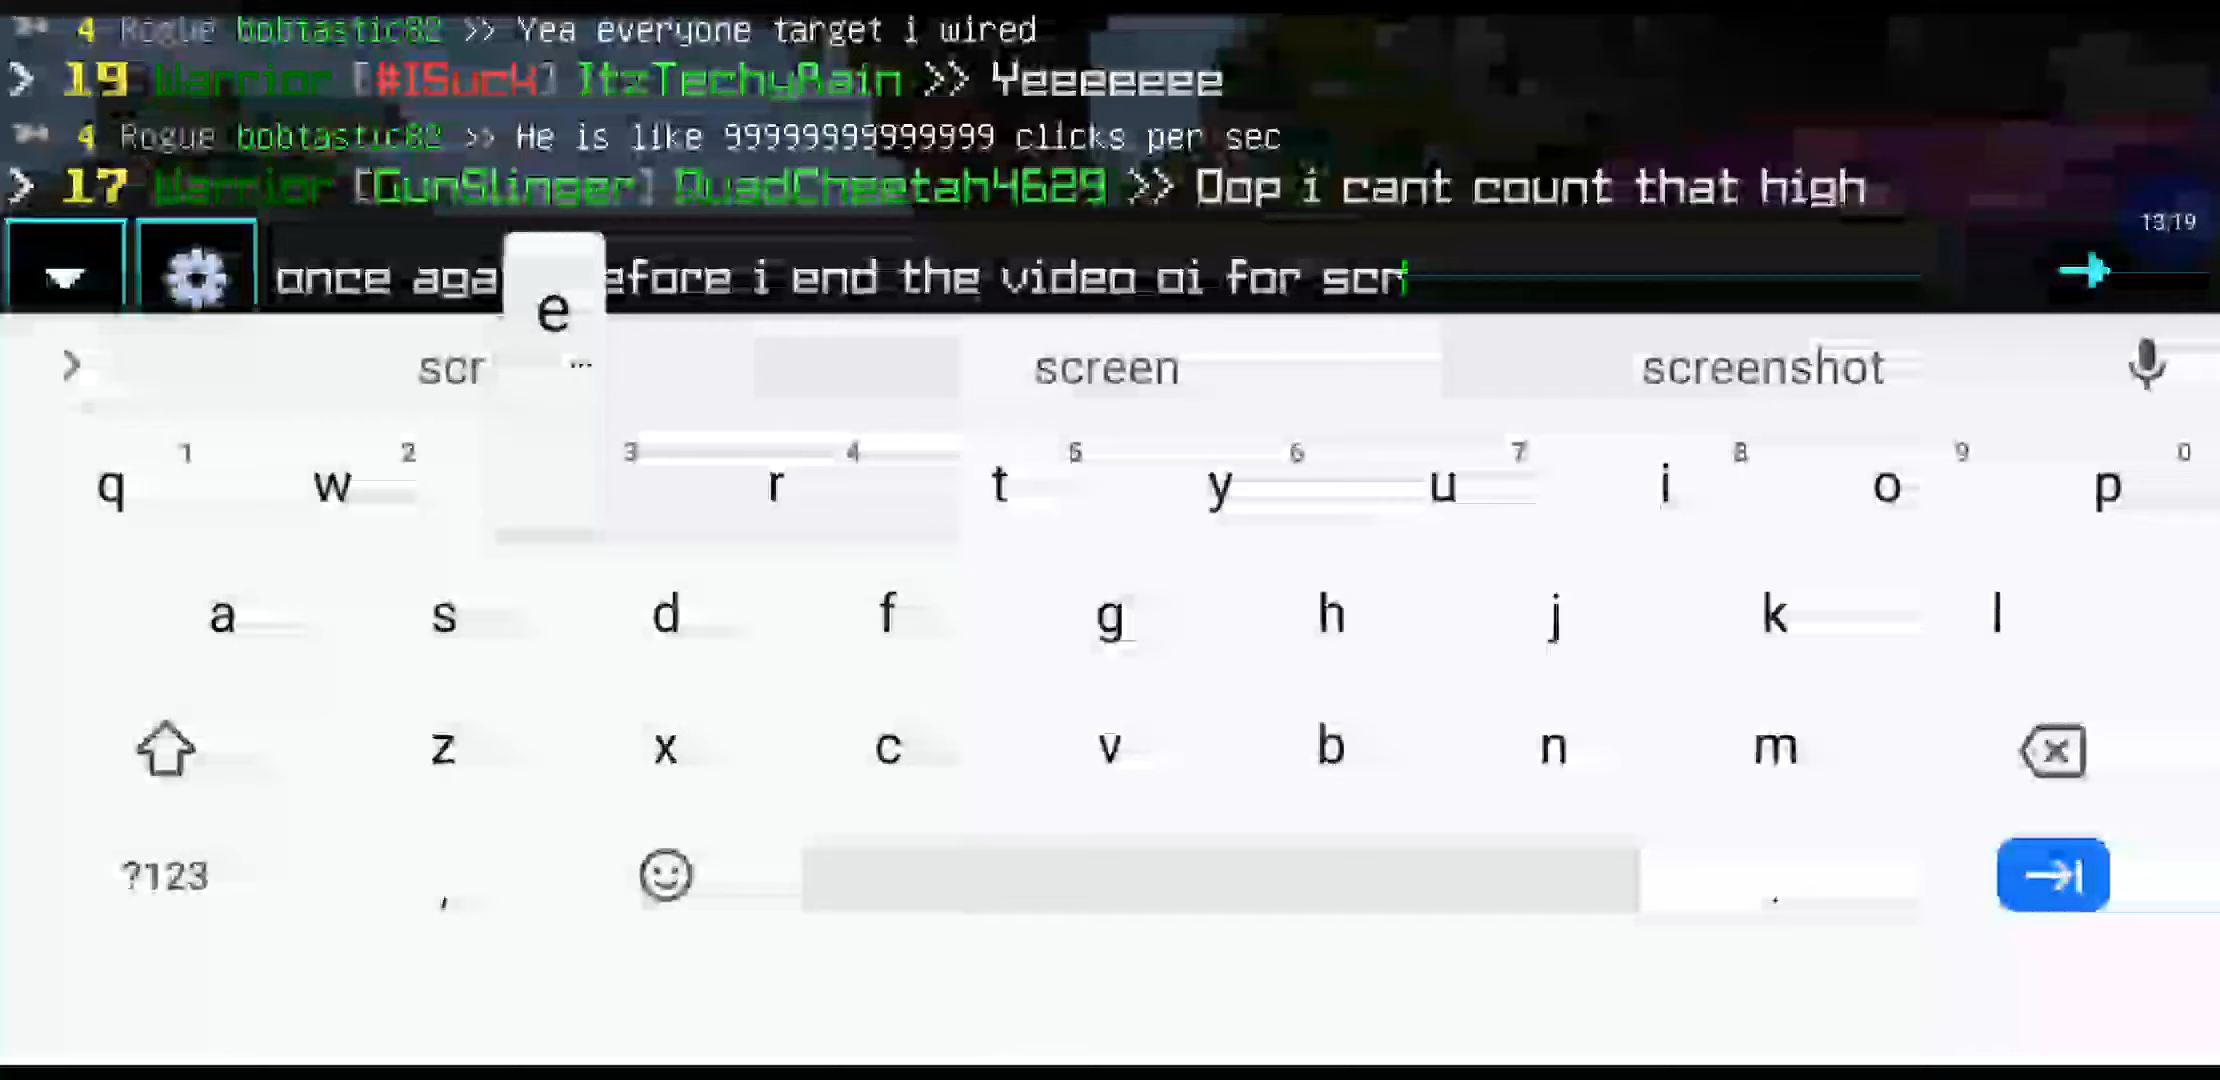 4 Rogue bobtastic82 >> Yea everyone target i wired
> 19 Warrior [#ISuck] ItzTechyRain >> Yeeeeeee
4 Rogue bobtastic82 >> He is like 99999999999999 clicks per sec
> 17 Warrior [GunSlinger] QuadCheetah4629 >> Oop i cant count that high
13:19
once aga efore i end the video gi for scr
e
scr ... screen screenshot
1 2 3 4 5 6 7 8 9 0
q w r t y u i o p
a s d f g h j k l
z x c v b n m
?123 , .